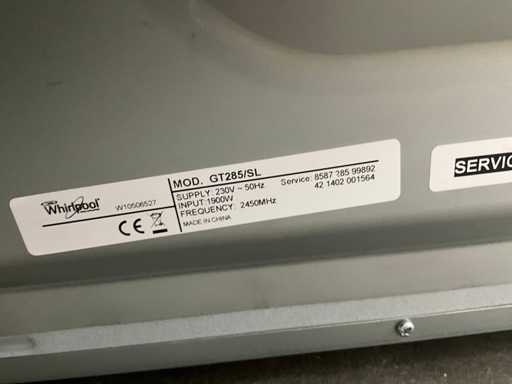 Whirlpool
W10506527
MOD. GT285/SL
SUPPLY: 230V ~ 50Hz
INPUT: 1900W
FREQUENCY: 2450MHz
MADE IN CHINA
Service: 8587 285 99892
42 1402 001564
CE
SERVIC